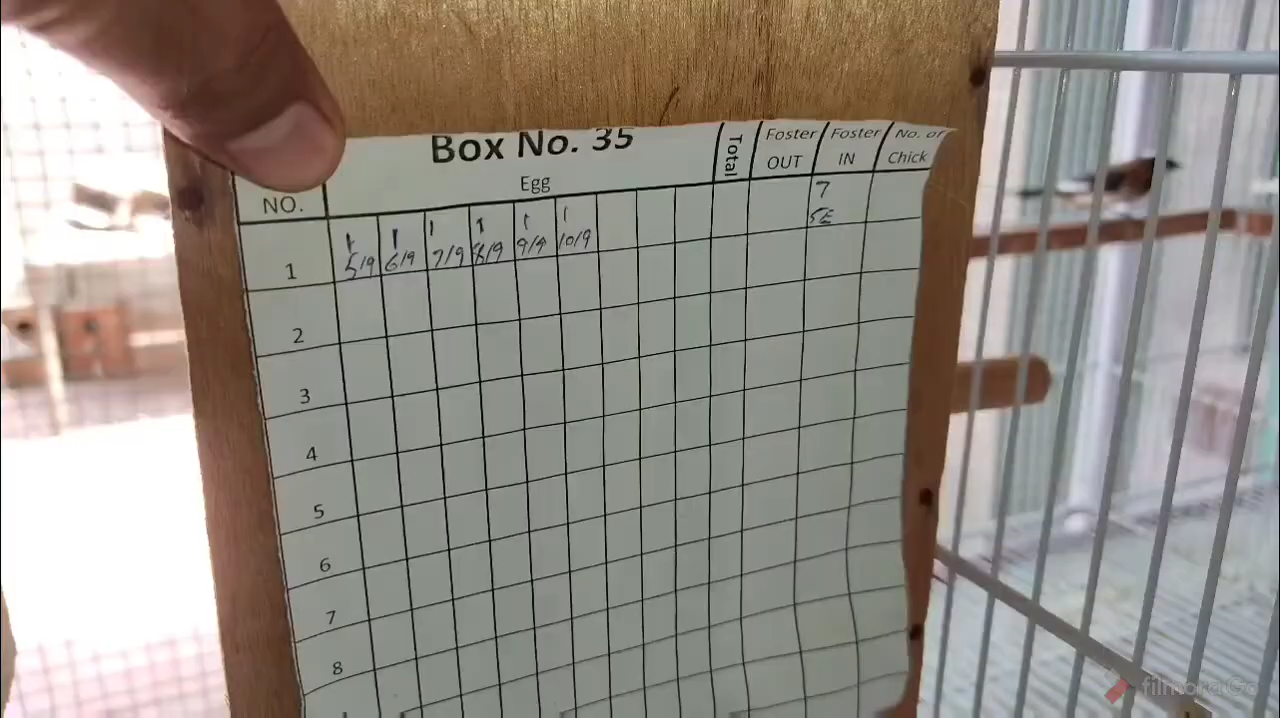 Box No. 35
Total
Foster OUT
Foster IN
No. of Chick
NO.
Egg
7
5E
1 1 1 1 1 1
1 5/9 6/9 7/9 8/9 9/9 10/9
2
3
4
5
6
7
8
filmoraGo